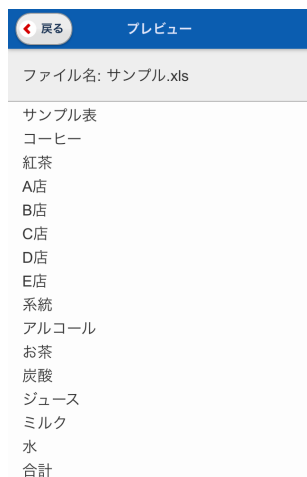 戻る
プレビュー
ファイル名: サンプル.xls
サンプル表
コーヒー
紅茶
A店
B店
C店
D店
E店
系統
アルコール
お茶
炭酸
ジュース
ミルク
水
合計